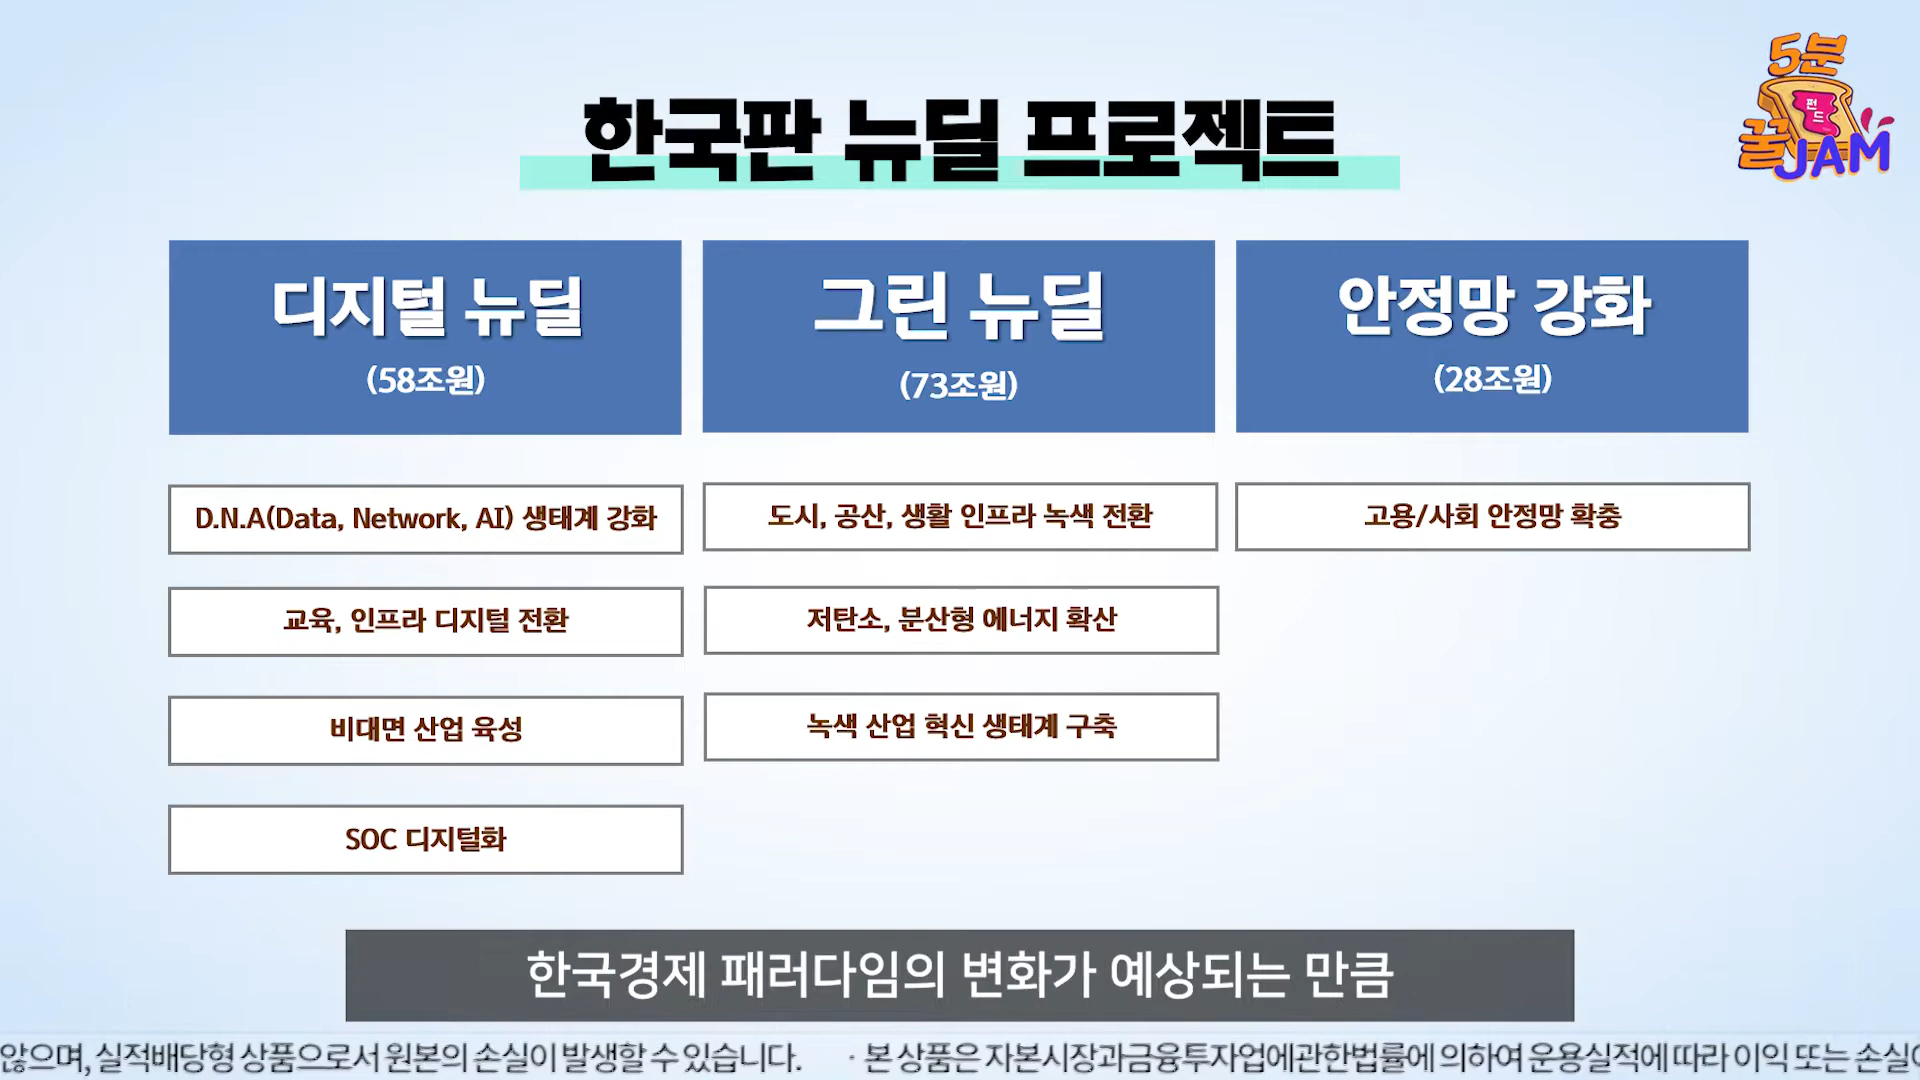 5분
펀드
꿀JAM
한국판 뉴딜 프로젝트
디지털 뉴딜
(58조원)
D.N.A(Data, Network, AI) 생태계 강화
교육, 인프라 디지털 전환
비대면 산업 육성
SOC 디지털화
그린 뉴딜
(73조원)
도시, 공산, 생활 인프라 녹색 전환
저탄소, 분산형 에너지 확산
녹색 산업 혁신 생태계 구축
안정망 강화
(28조원)
고용/사회 안정망 확충
한국경제 패러다임의 변화가 예상되는 만큼
않으며, 실적배당형 상품으로서 원본의 손실이 발생할 수 있습니다. · 본 상품은 자본시장과금융투자업에관한법률에 의하여 운용실적에 따라 이익 또는 손실이